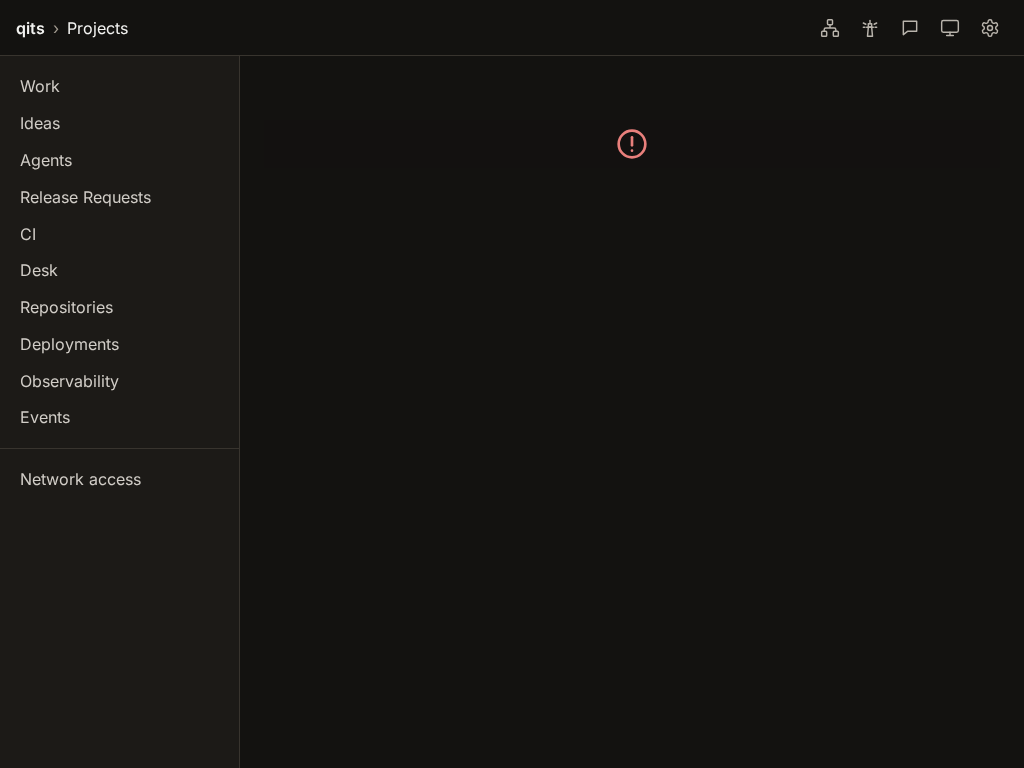 qits › Projects
Work
Ideas
Agents
Release Requests
CI
Desk
Repositories
Deployments
Observability
Events
Network access